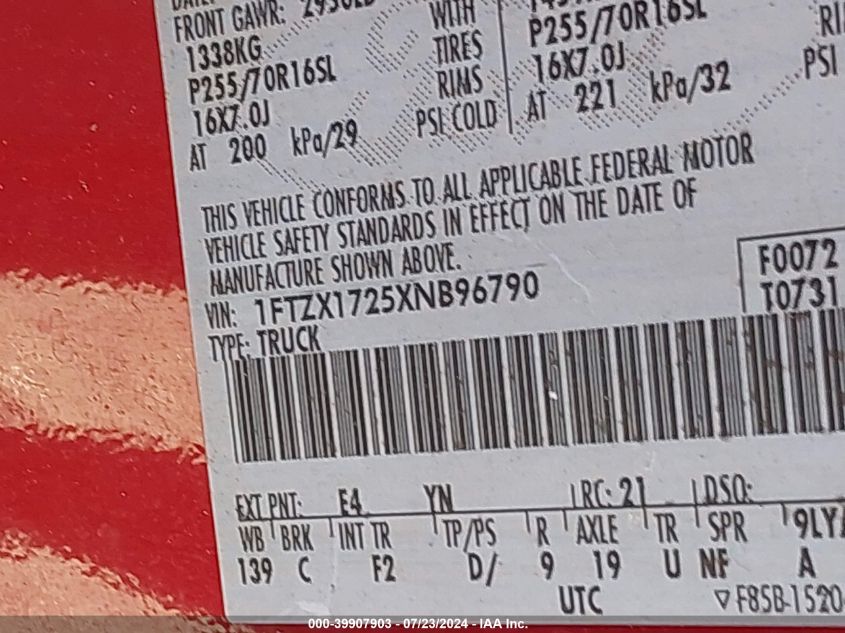 FRONT GAWR: WITH
1338KG TIRES P255/70R16SL
P255/70R16SL RIMS 16X7.0J PSI
16X7.0J PSI COLD AT 221 kPa/32
AT 200 kPa/29
THIS VEHICLE CONFORMS TO ALL APPLICABLE FEDERAL MOTOR
VEHICLE SAFETY STANDARDS IN EFFECT ON THE DATE OF
MANUFACTURE SHOWN ABOVE.
F0072
VIN: 1FTZX1725XNB96790 T0731
TYPE: TRUCK
EXT PNT: E4 YN RC: 21 DSO:
WB BRK INT TR TP/PS R AXLE TR SPR
139 C F2 D/ 9 19 U NF A
UTC F85B-1520
000-39907903 - 07/23/2024 - IAA Inc.